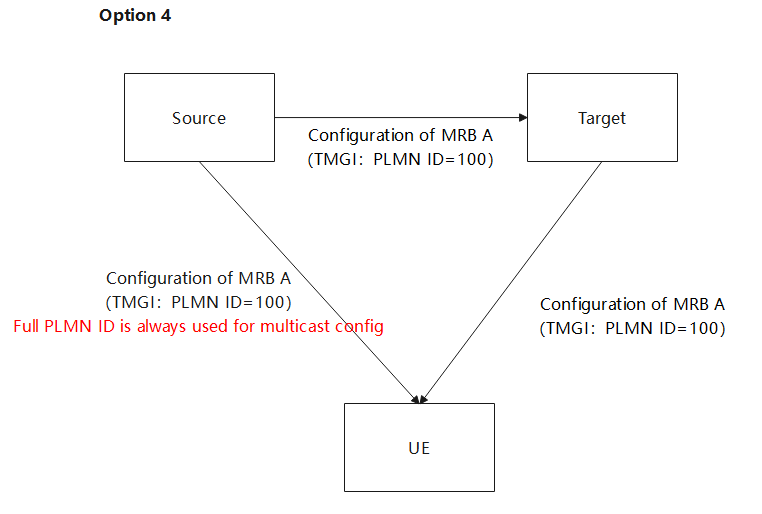 Option 4
Source
Target
Configuration of MRB A
(TMGI: PLMN ID=100)
Configuration of MRB A
(TMGI: PLMN ID=100)
Full PLMN ID is always used for multicast config
Configuration of MRB A
(TMGI: PLMN ID=100)
UE